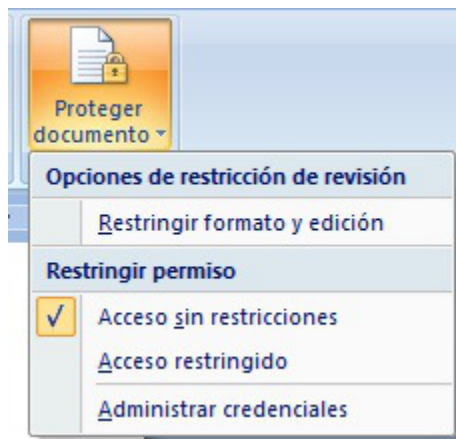 Proteger
documento
Opciones de restricción de revisión
Restringir formato y edición
Restringir permiso
Acceso sin restricciones
Acceso restringido
Administrar credenciales